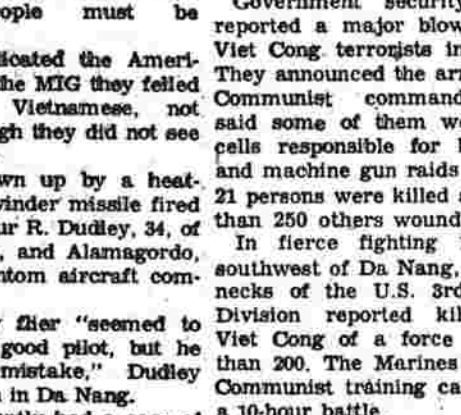 ople must be
icated the Ameri-
the MIG they felled
Vietnamese, not
gh they did not see
wn up by a heat-
winder missile fired
ur R. Dudley, 34, of
, and Alamagordo,
ntom aircraft com-
flier "seemed to
good pilot, but he
mistake," Dudley
in Da Nang.
Government security
reported a major blow
Viet Cong terrorists in
They announced the arr
Communist command
said some of them we
cells responsible for
and machine gun raids
21 persons were killed
than 250 others wound
In fierce fighting
southwest of Da Nang,
necks of the U.S. 3rd
Division reported kil
Viet Cong of a force
than 200. The Marines
Communist training ca
a 10-hour battle.